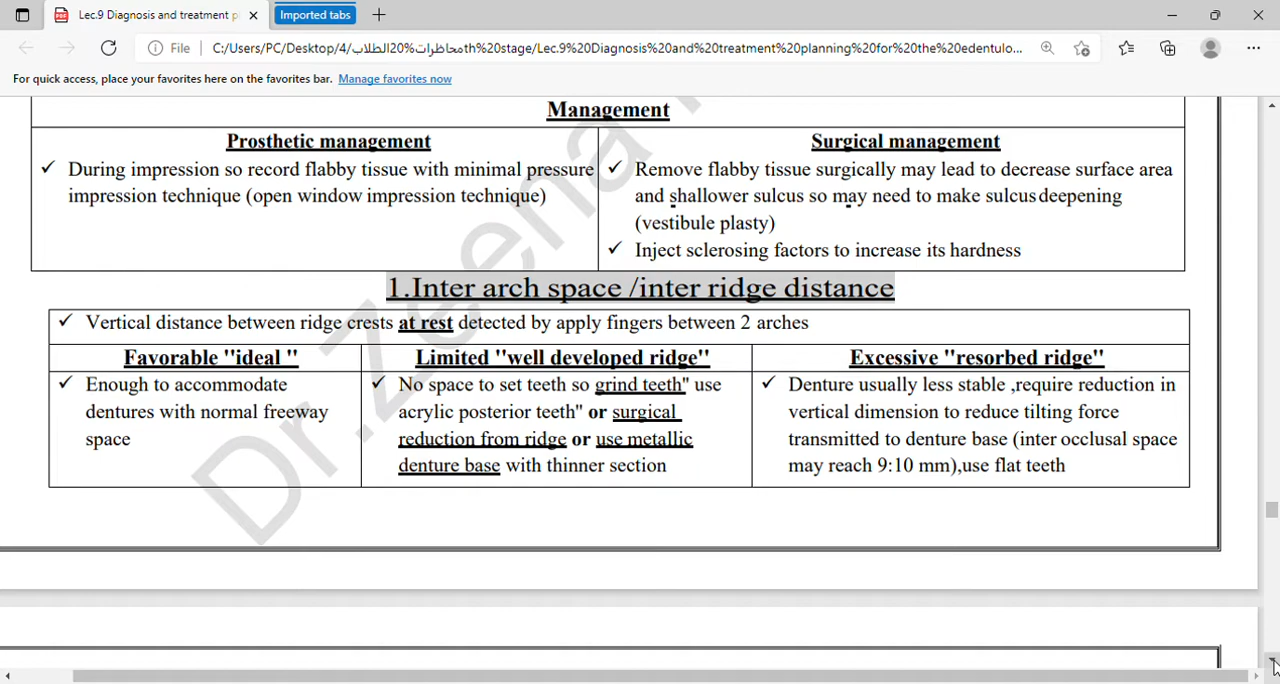 Lec.9 Diagnosis and treatment p
Imported tabs
File C:/Users/PC/Desktop/4/محاظرات%20الطلابth%20stage/Lec.9%20Diagnosis%20and%20treatment%20planning%20for%20the%20edentulo...
For quick access, place your favorites here on the favorites bar. Manage favorites now
Management
Prosthetic management
✓ During impression so record flabby tissue with minimal pressure
impression technique (open window impression technique)
Surgical management
✓ Remove flabby tissue surgically may lead to decrease surface area
and shallower sulcus so may need to make sulcus deepening
(vestibule plasty)
✓ Inject sclerosing factors to increase its hardness
1.Inter arch space /inter ridge distance
✓ Vertical distance between ridge crests at rest detected by apply fingers between 2 arches
Favorable "ideal "
✓ Enough to accommodate
dentures with normal freeway
space
Limited "well developed ridge"
✓ No space to set teeth so grind teeth" use
acrylic posterior teeth" or surgical
reduction from ridge or use metallic
denture base with thinner section
Excessive "resorbed ridge"
✓ Denture usually less stable ,require reduction in
vertical dimension to reduce tilting force
transmitted to denture base (inter occlusal space
may reach 9:10 mm),use flat teeth
Dr.Zeena